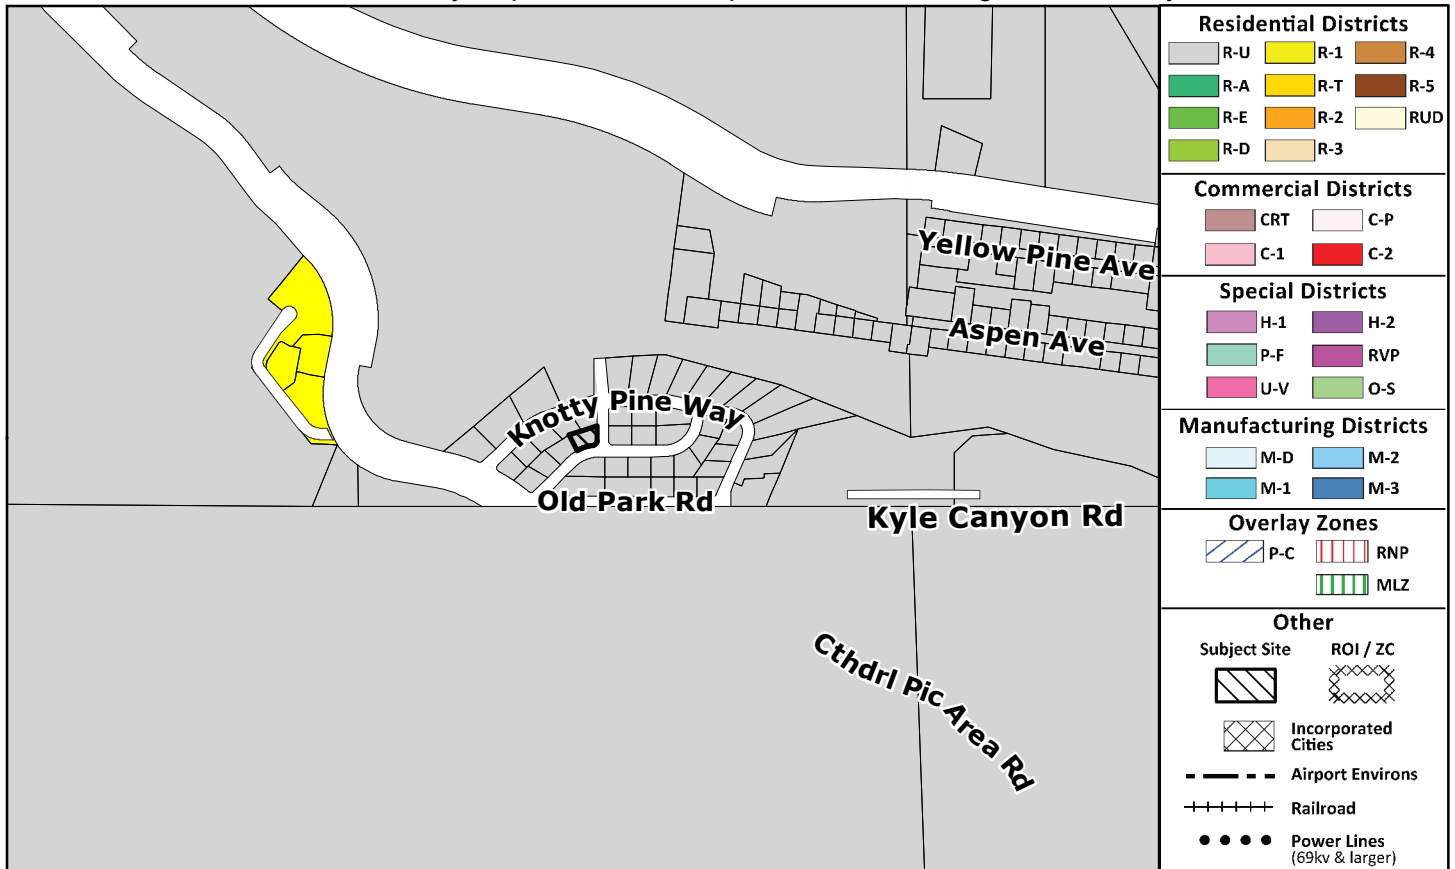 Yellow Pine Ave
Aspen Ave
Knotty Pine Way
Old Park Rd
Kyle Canyon Rd
Cthdrl Pic Area Rd
Residential Districts
R-U R-1 R-4
R-A R-T R-5
R-E R-2 RUD
R-D R-3
Commercial Districts
CRT C-P
C-1 C-2
Special Districts
H-1 H-2
P-F RVP
U-V O-S
Manufacturing Districts
M-D M-2
M-1 M-3
Overlay Zones
P-C RNP
MLZ
Other
Subject Site ROI / ZC
Incorporated
Cities
Airport Environs
Railroad
Power Lines
(69kv & larger)